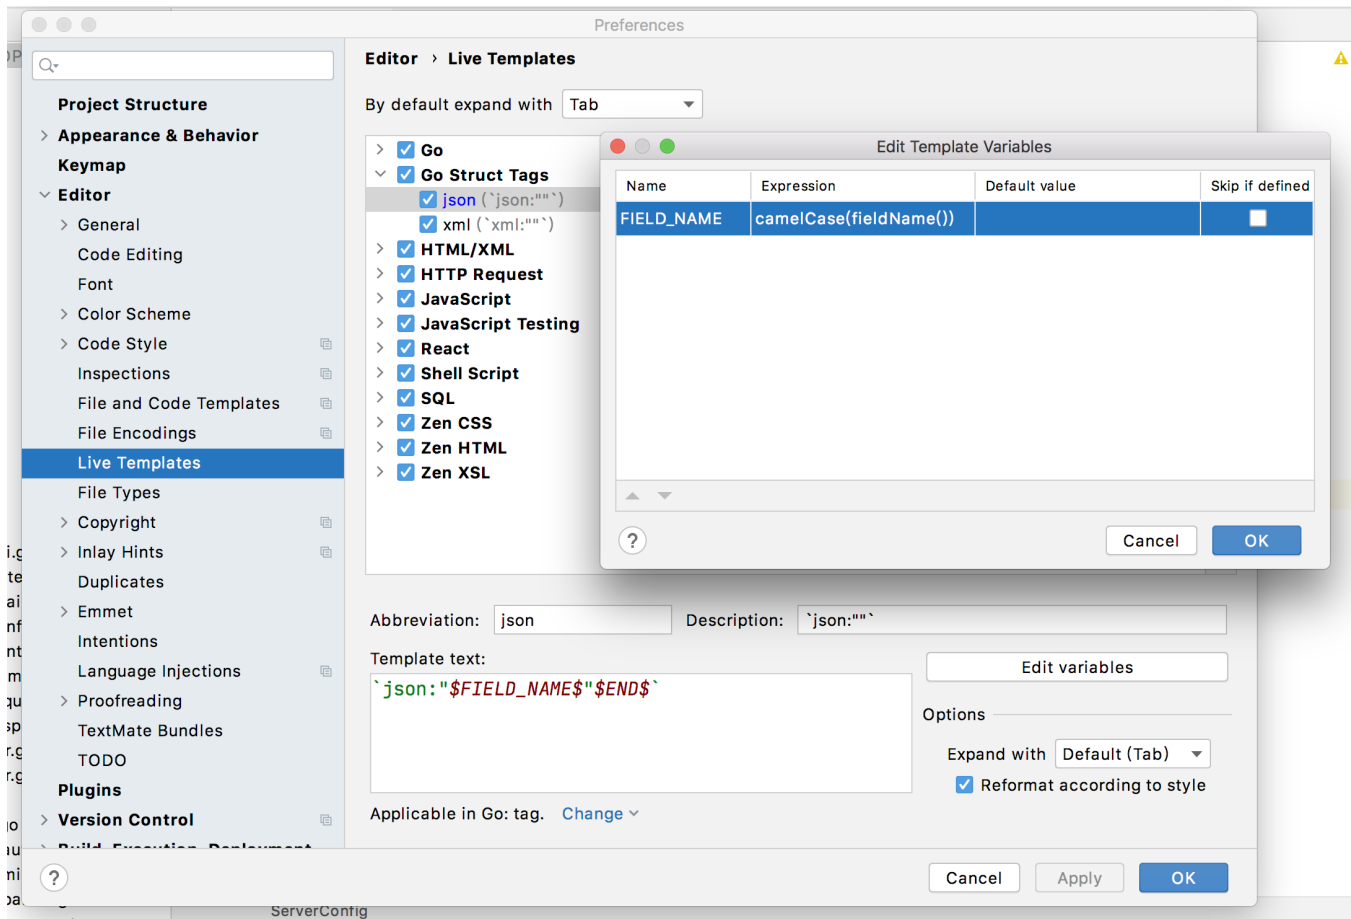 Preferences
Project Structure
Appearance & Behavior
Keymap
Editor
General
Code Editing
Font
Color Scheme
Code Style
Inspections
File and Code Templates
File Encodings
Live Templates
File Types
Copyright
Inlay Hints
Duplicates
Emmet
Intentions
Language Injections
Proofreading
TextMate Bundles
TODO
Plugins
Version Control
Build, Execution, Deployment
Editor › Live Templates
By default expand with Tab
Go
Go Struct Tags
json (`json:""`)
xml (`xml:""`)
HTML/XML
HTTP Request
JavaScript
JavaScript Testing
React
Shell Script
SQL
Zen CSS
Zen HTML
Zen XSL
Edit Template Variables
Name Expression Default value Skip if defined
FIELD_NAME camelCase(fieldName())
? Cancel OK
Abbreviation: json Description: `json:""`
Template text:
`json:"$FIELD_NAME$"$END$`
Edit variables
Options
Expand with Default (Tab)
Reformat according to style
Applicable in Go: tag. Change
? Cancel Apply OK
ServerConfig